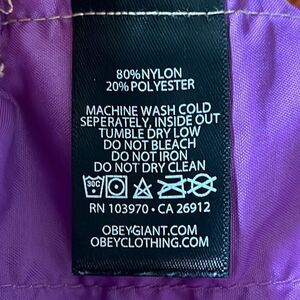 80%NYLON
20%POLYESTER
MACHINE WASH COLD
SEPERATELY, INSIDE OUT
TUMBLE DRY LOW
DO NOT BLEACH
DO NOT IRON
DO NOT DRY CLEAN
30C
RN 103970 • CA 26912
OBEYGIANT.COM
OBEYCLOTHING.COM